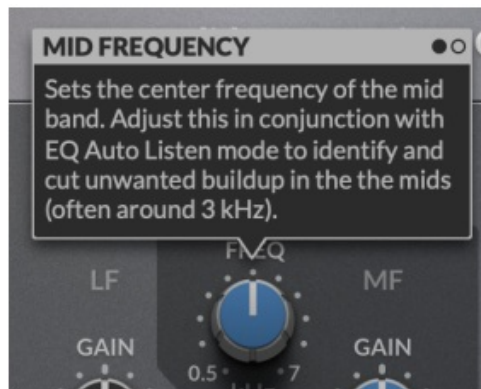 MID FREQUENCY
Sets the center frequency of the mid
band. Adjust this in conjunction with
EQ Auto Listen mode to identify and
cut unwanted buildup in the the mids
(often around 3 kHz).
FREQ
LF
MF
GAIN
0.5
7
GAIN